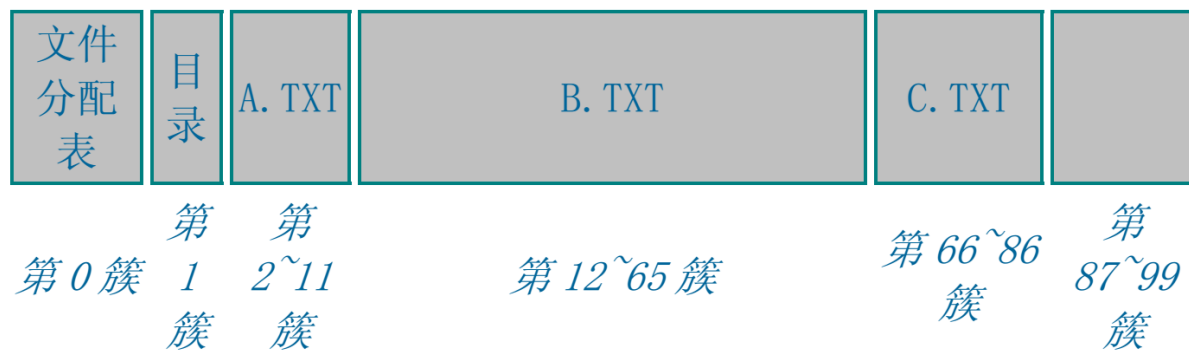 文件
分配
表
目
录
A. TXT
B. TXT
C. TXT
第 0 簇
第
1
簇
第
2~11
簇
第 12~65 簇
第 66~86
簇
第
87~99
簇